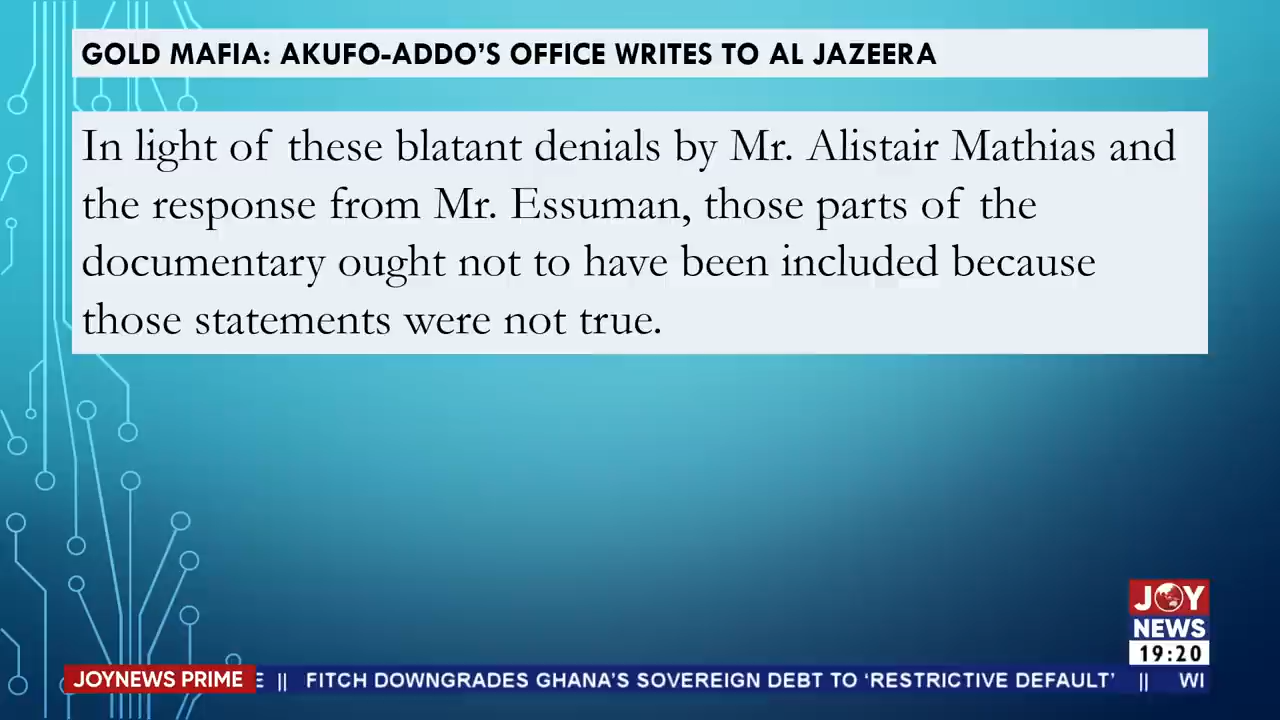 GOLD MAFIA: AKUFO-ADDO'S OFFICE WRITES TO AL JAZEERA
In light of these blatant denials by Mr. Alistair Mathias and
the response from Mr. Essuman, those parts of the
documentary ought not to have been included because
those statements were not true.
JOY
NEWS
19:20
JOYNEWS PRIME E || FITCH DOWNGRADES GHANA'S SOVEREIGN DEBT TO 'RESTRICTIVE DEFAULT' || WI